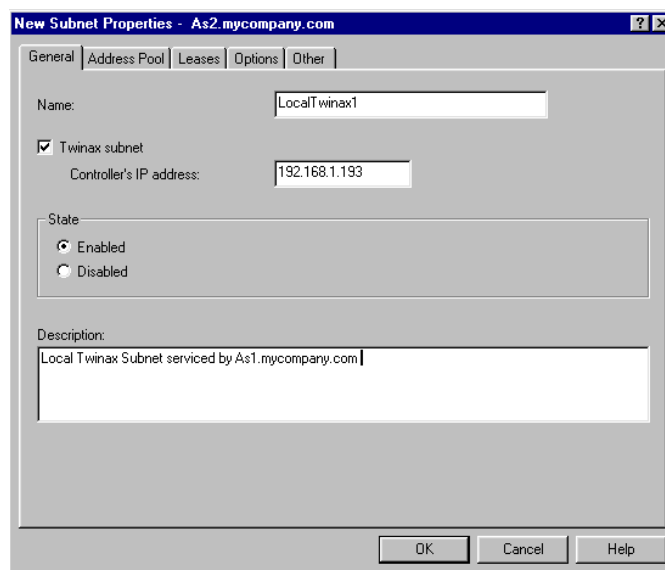 New Subnet Properties - As2.mycompany.com
General Address Pool Leases Options Other
Name: LocalTwinax1
Twinax subnet
Controller's IP address: 192.168.1.193
State
Enabled
Disabled
Description:
Local Twinax Subnet serviced by As1.mycompany.com
OK Cancel Help